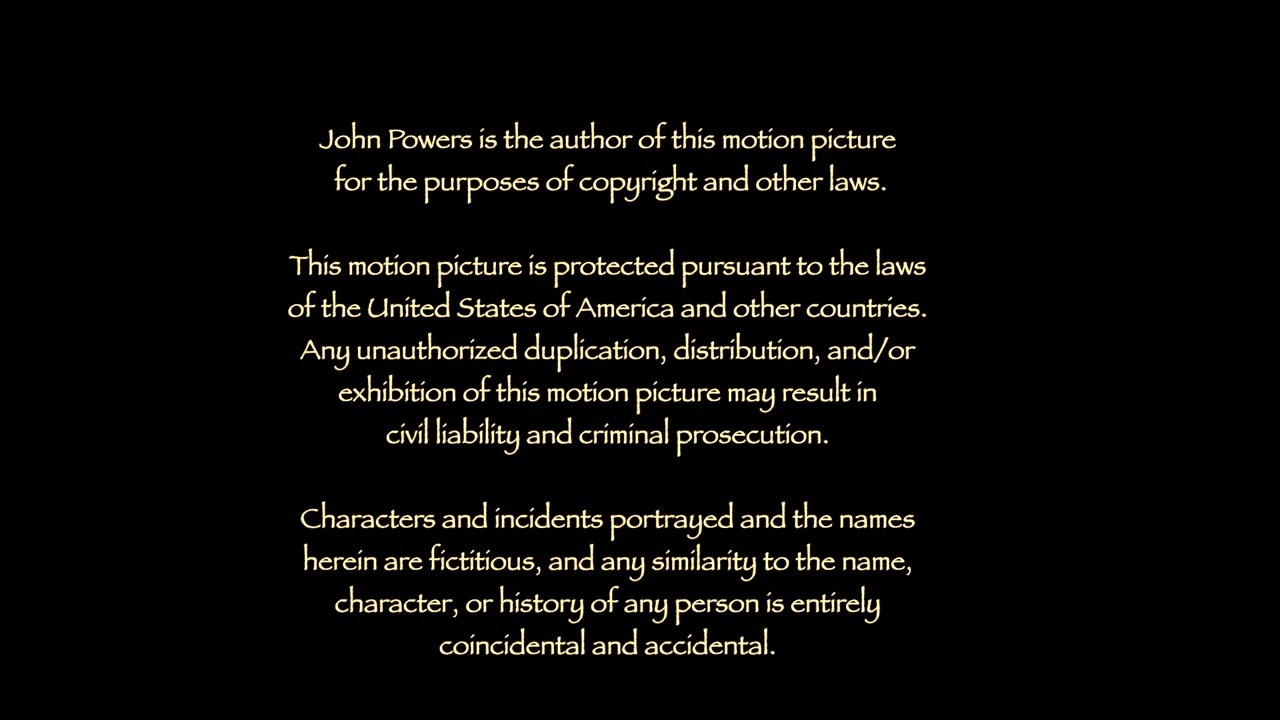 John Powers is the author of this motion picture
for the purposes of copyright and other laws.
This motion picture is protected pursuant to the laws
of the United States of America and other countries.
Any unauthorized duplication, distribution, and/or
exhibition of this motion picture may result in
civil liability and criminal prosecution.
Characters and incidents portrayed and the names
herein are fictitious, and any similarity to the name,
character, or history of any person is entirely
coincidental and accidental.